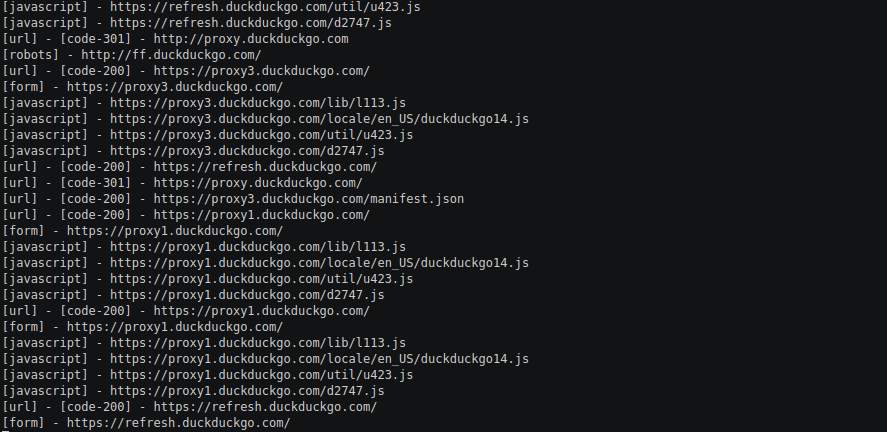 [javascript] - https://refresh.duckduckgo.com/util/u423.js
[javascript] - https://refresh.duckduckgo.com/d2747.js
[url] - [code-301] - http://proxy.duckduckgo.com
[robots] - http://ff.duckduckgo.com/
[url] - [code-200] - https://proxy3.duckduckgo.com/
[form] - https://proxy3.duckduckgo.com/
[javascript] - https://proxy3.duckduckgo.com/lib/l113.js
[javascript] - https://proxy3.duckduckgo.com/locale/en_US/duckduckgo14.js
[javascript] - https://proxy3.duckduckgo.com/util/u423.js
[javascript] - https://proxy3.duckduckgo.com/d2747.js
[url] - [code-200] - https://refresh.duckduckgo.com/
[url] - [code-301] - https://proxy.duckduckgo.com/
[url] - [code-200] - https://proxy3.duckduckgo.com/manifest.json
[url] - [code-200] - https://proxy1.duckduckgo.com/
[form] - https://proxy1.duckduckgo.com/
[javascript] - https://proxy1.duckduckgo.com/lib/l113.js
[javascript] - https://proxy1.duckduckgo.com/locale/en_US/duckduckgo14.js
[javascript] - https://proxy1.duckduckgo.com/util/u423.js
[javascript] - https://proxy1.duckduckgo.com/d2747.js
[url] - [code-200] - https://proxy1.duckduckgo.com/
[form] - https://proxy1.duckduckgo.com/
[javascript] - https://proxy1.duckduckgo.com/lib/l113.js
[javascript] - https://proxy1.duckduckgo.com/locale/en_US/duckduckgo14.js
[javascript] - https://proxy1.duckduckgo.com/util/u423.js
[javascript] - https://proxy1.duckduckgo.com/d2747.js
[url] - [code-200] - https://refresh.duckduckgo.com/
[form] - https://refresh.duckduckgo.com/